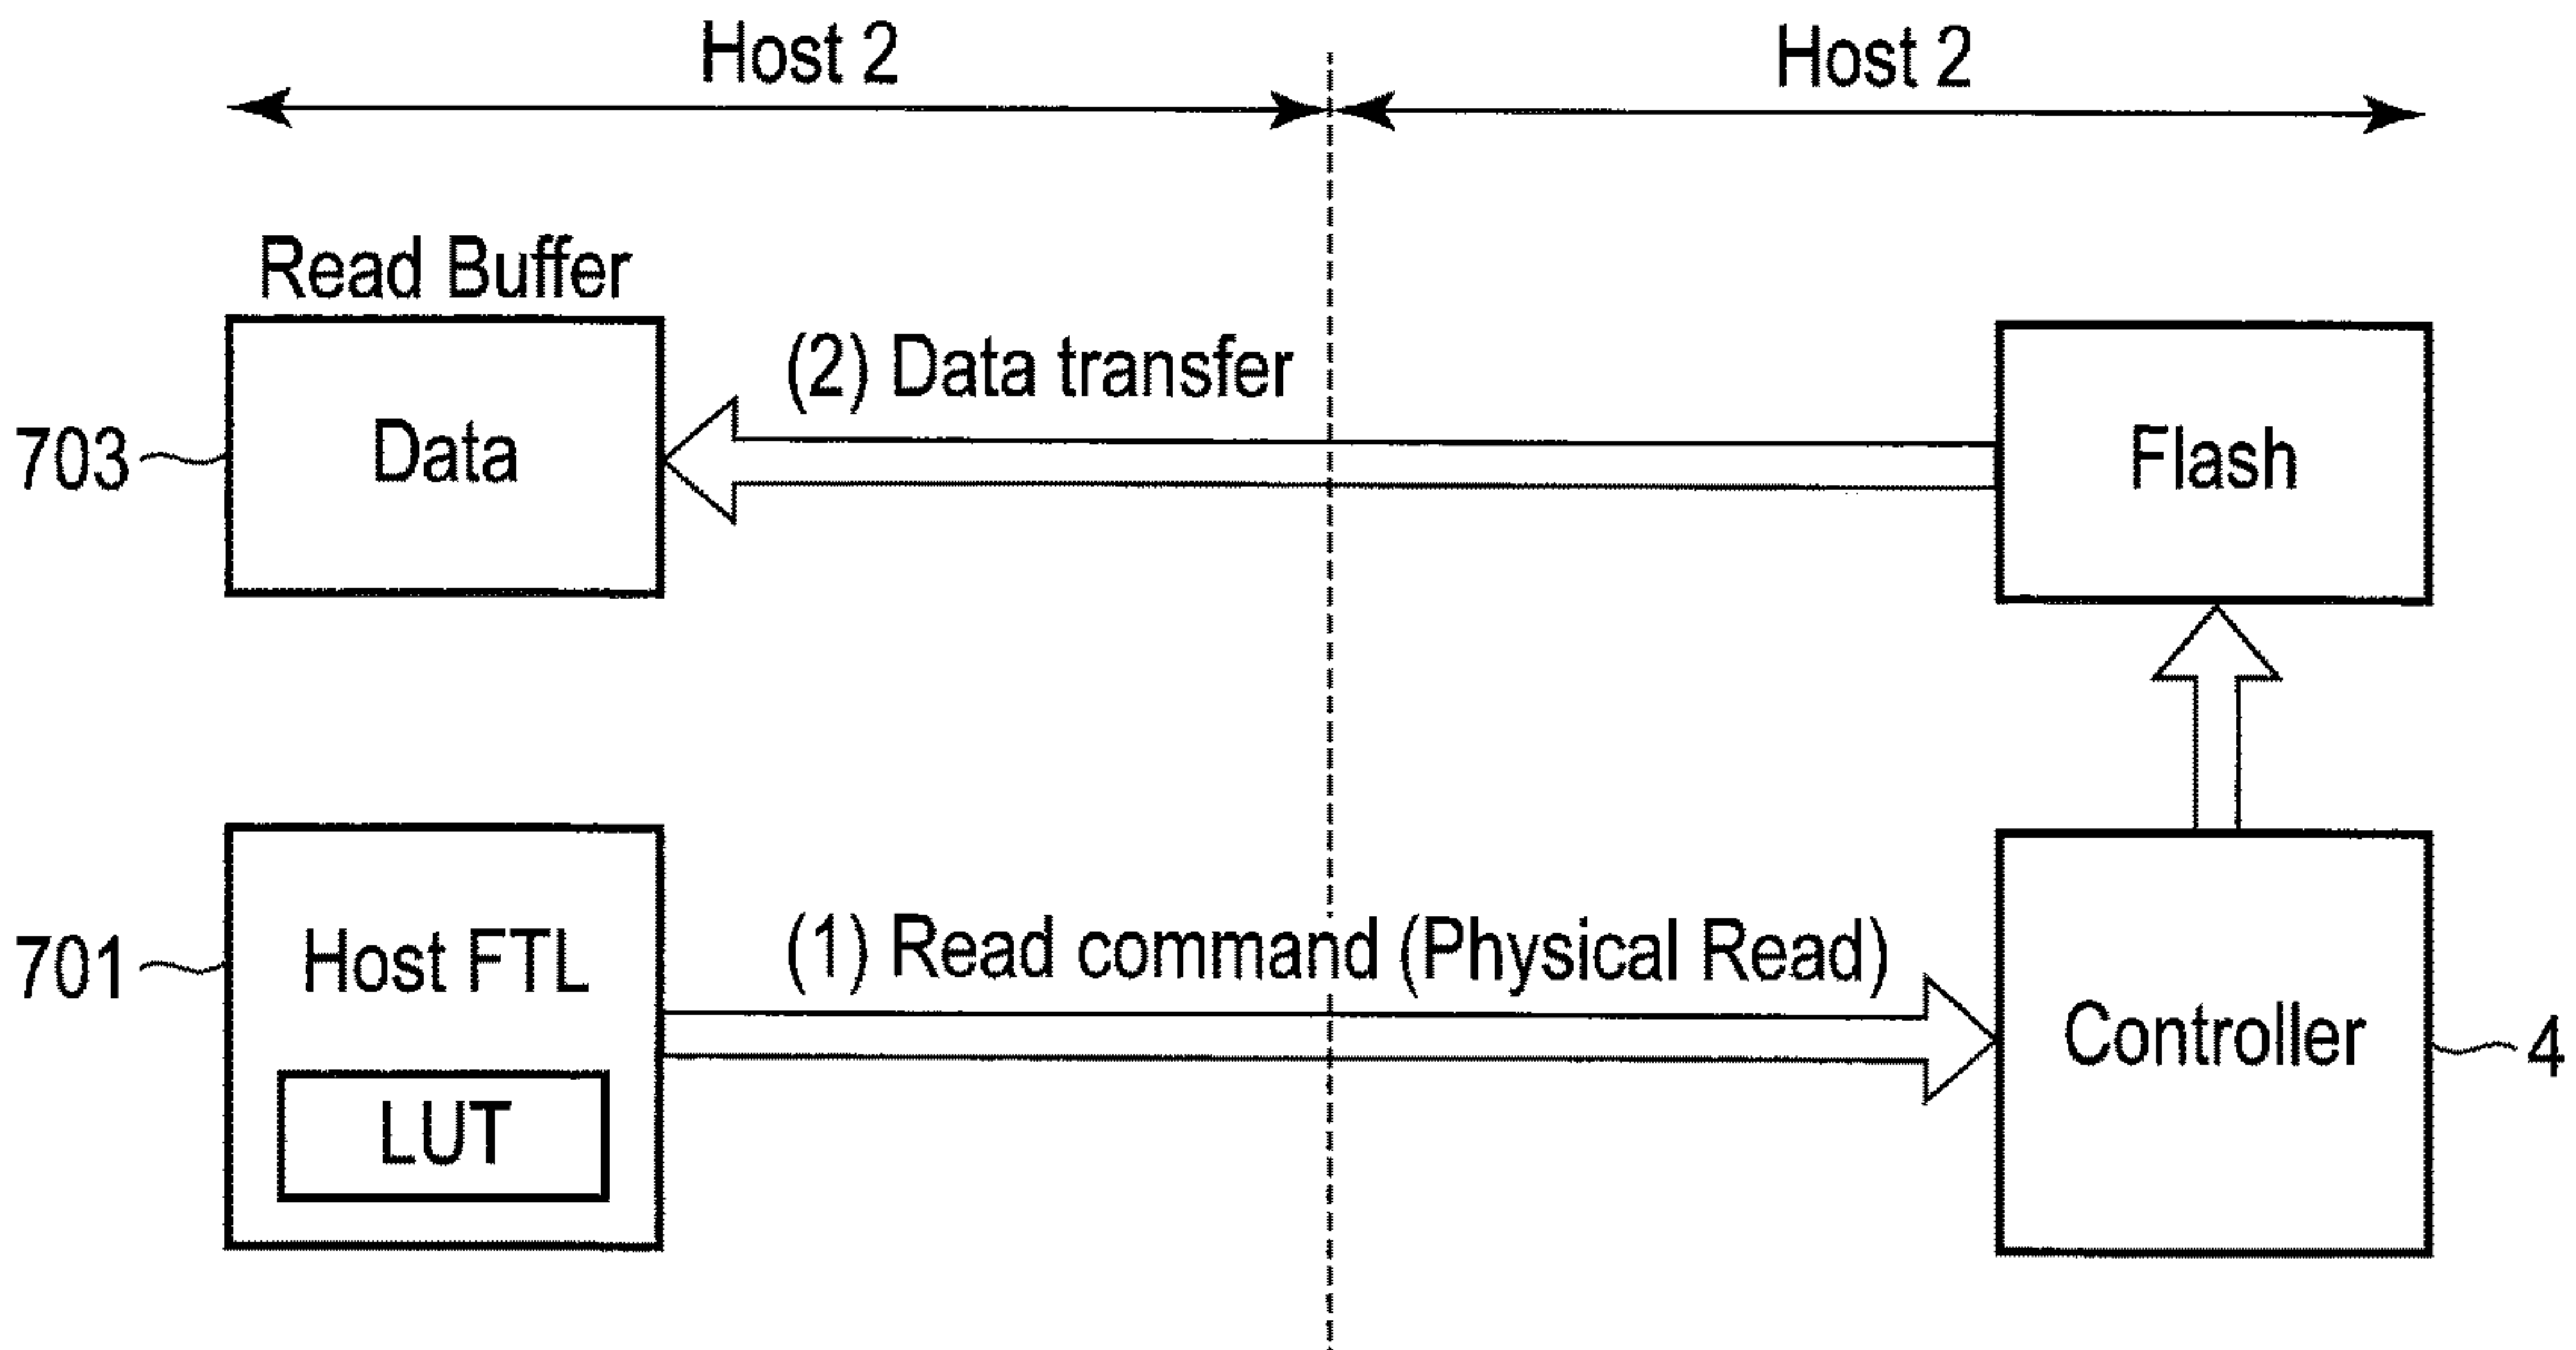 Host 2
Host 2
Read Buffer
(2) Data transfer
703
Data
Flash
(1) Read command (Physical Read)
701
Host FTL
Controller
4
LUT